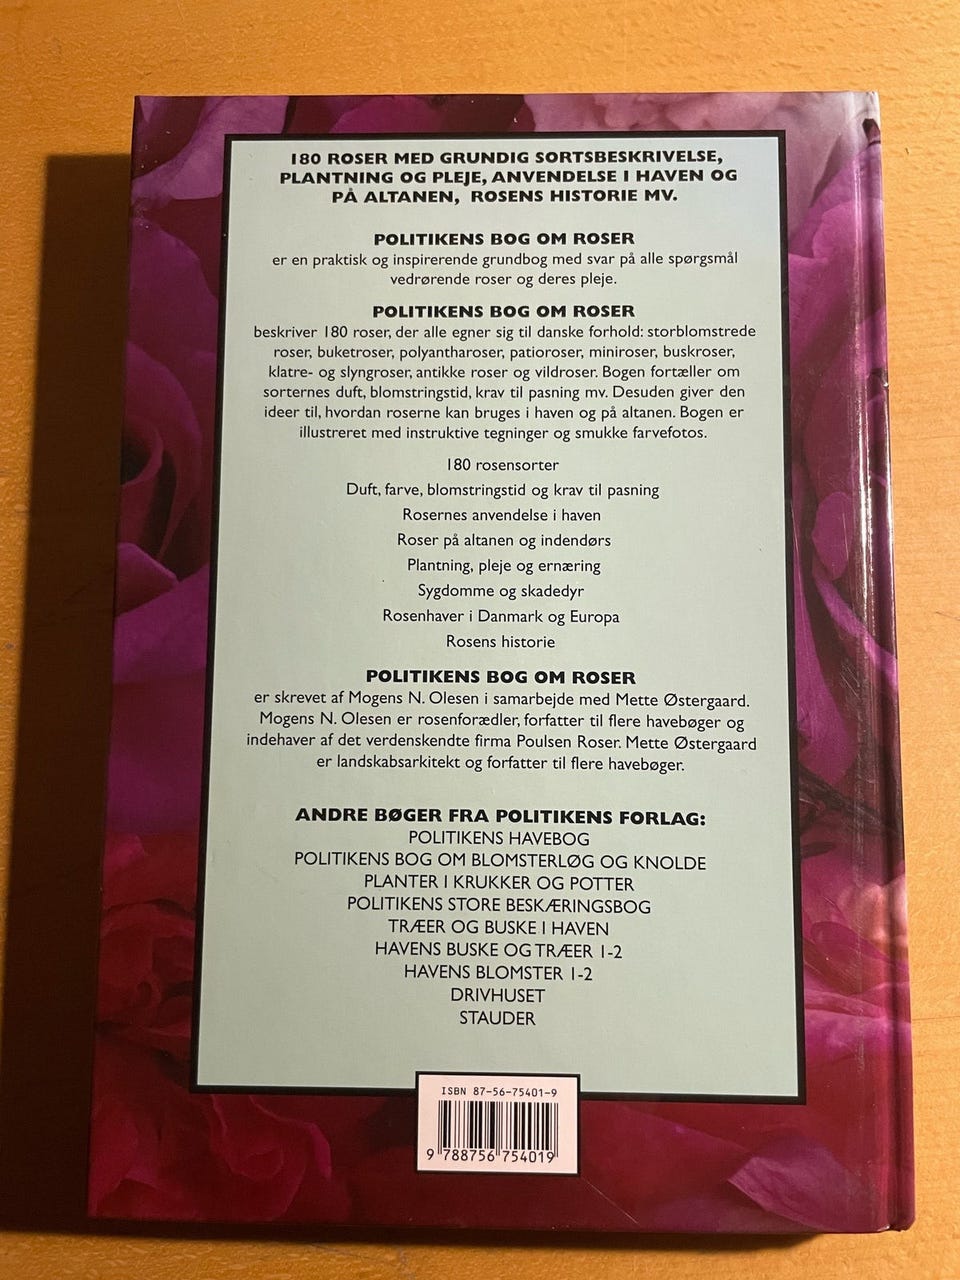 180 ROSER MED GRUNDIG SORTSBESKRIVELSE,
PLANTNING OG PLEJE, ANVENDELSE I HAVEN OG
PÅ ALTANEN, ROSENS HISTORIE MV.
POLITIKENS BOG OM ROSER
er en praktisk og inspirerende grundbog med svar på alle spørgsmål
vedrørende roser og deres pleje.
POLITIKENS BOG OM ROSER
beskriver 180 roser, der alle egner sig til danske forhold: storblomstrede
roser, buketroser, polyantharoser, patioroser, miniroser, buskroser,
klatre- og slyngroser, antikke roser og vildroser. Bogen fortæller om
sorternes duft, blomstringstid, krav til pasning mv. Desuden giver den
ideer til, hvordan roserne kan bruges i haven og på altanen. Bogen er
illustreret med instruktive tegninger og smukke farvefotos.
180 rosensorter
Duft, farve, blomstringstid og krav til pasning
Rosernes anvendelse i haven
Roser på altanen og indendørs
Plantning, pleje og ernæring
Sygdomme og skadedyr
Rosenhaver i Danmark og Europa
Rosens historie
POLITIKENS BOG OM ROSER
er skrevet af Mogens N. Olesen i samarbejde med Mette Østergaard.
Mogens N. Olesen er rosenforædler, forfatter til flere havebøger og
indehaver af det verdenskendte firma Poulsen Roser. Mette Østergaard
er landskabsarkitekt og forfatter til flere havebøger.
ANDRE BØGER FRA POLITIKENS FORLAG:
POLITIKENS HAVEBOG
POLITIKENS BOG OM BLOMSTERLØG OG KNOLDE
PLANTER I KRUKKER OG POTTER
POLITIKENS STORE BESKÆRINGSBOG
TRÆER OG BUSKE I HAVEN
HAVENS BUSKE OG TRÆER 1-2
HAVENS BLOMSTER 1-2
DRIVHUSET
STAUDER
ISBN 87-56-75401-9
9 788756 754019